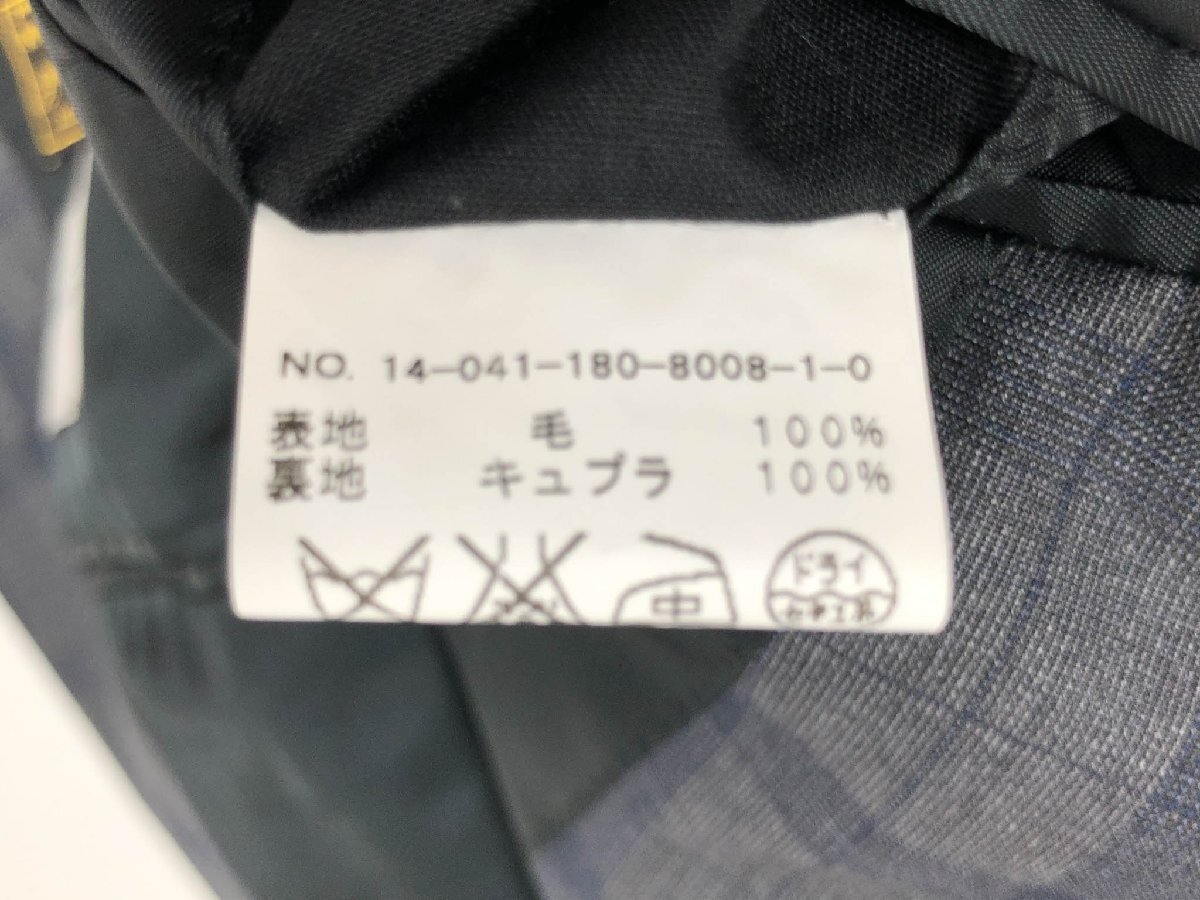 NO. 14-041-180-8008-1-0
表地 毛 100%
裏地 キュプラ 100%
中 ドライ